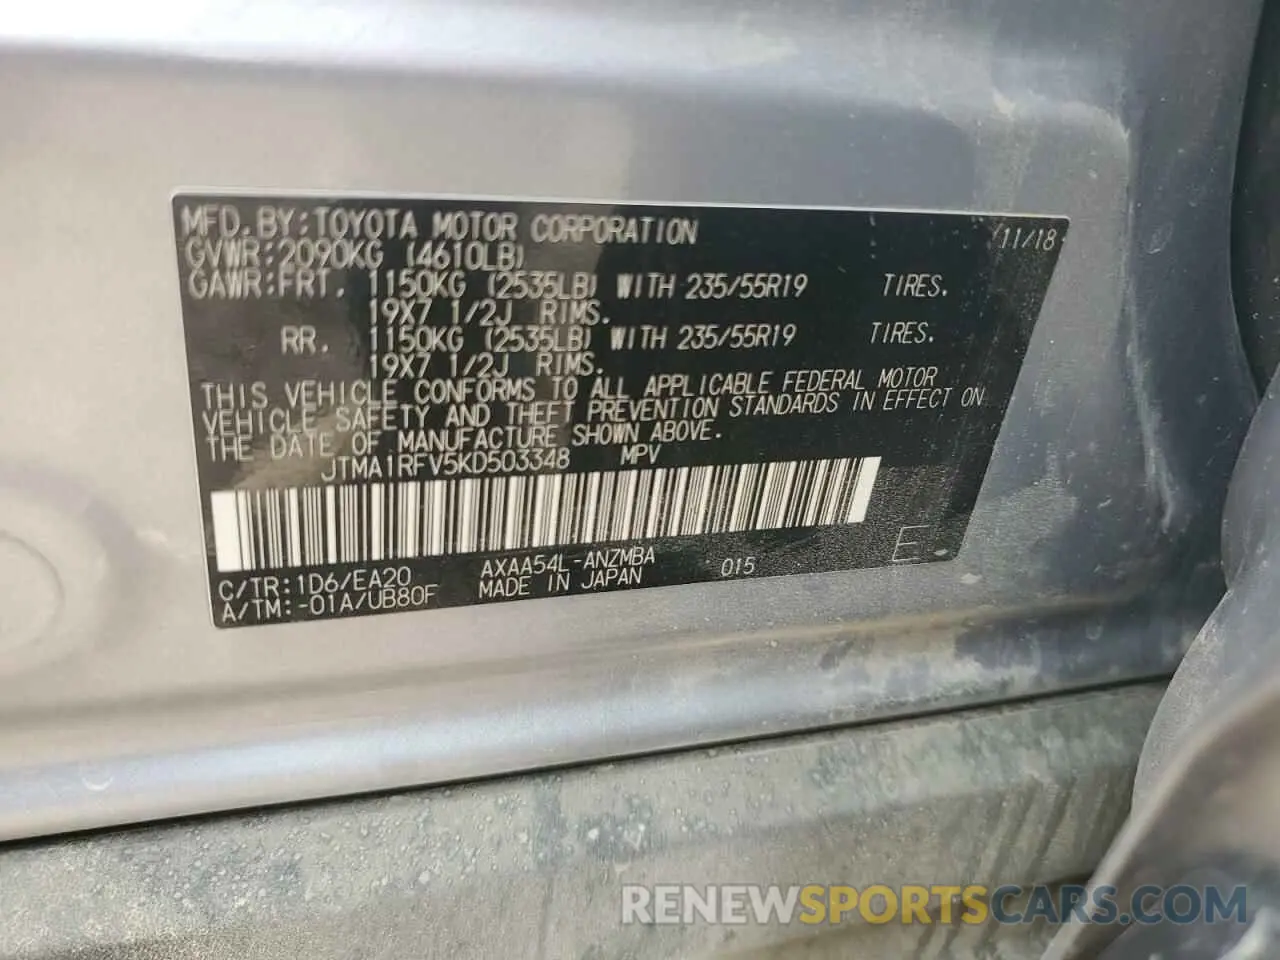 MFD.BY:TOYOTA MOTOR CORPORATION 11/18
GVWR:2090KG (4610LB)
GAWR:FRT. 1150KG (2535LB) WITH 235/55R19 TIRES.
19X7 1/2J RIMS.
RR. 1150KG (2535LB) WITH 235/55R19 TIRES.
19X7 1/2J RIMS.
THIS VEHICLE CONFORMS TO ALL APPLICABLE FEDERAL MOTOR
VEHICLE SAFETY AND THEFT PREVENTION STANDARDS IN EFFECT ON
THE DATE OF MANUFACTURE SHOWN ABOVE.
JTMA1RFV5KD503348 MPV
C/TR:1D6/EA20 AXAA54L-ANZMBA 015 E
A/TM:-01A/UB80F MADE IN JAPAN
RENEWSPORTSCARS.COM